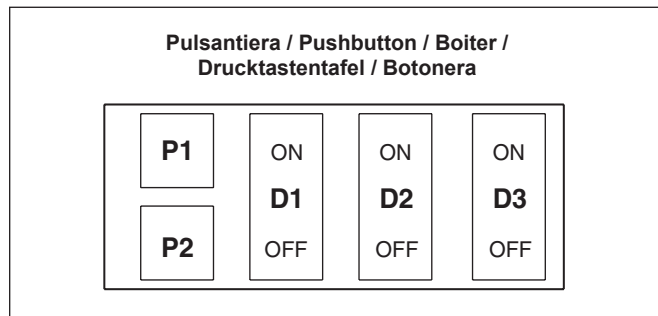 Pulsantiera / Pushbutton / Boiter /
Drucktastentafel / Botonera
P1
P2
ON
D1
OFF
ON
D2
OFF
ON
D3
OFF